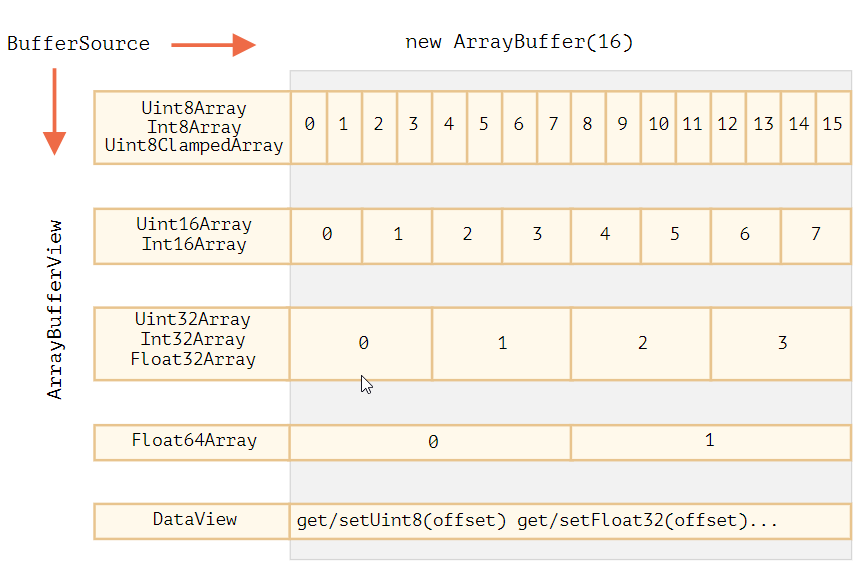 BufferSource
new ArrayBuffer(16)
ArrayBufferView
Uint8Array
Int8Array
Uint8ClampedArray
0 1 2 3 4 5 6 7 8 9 10 11 12 13 14 15
Uint16Array
Int16Array
0 1 2 3 4 5 6 7
Uint32Array
Int32Array
Float32Array
0 1 2 3
Float64Array
0 1
DataView
get/setUint8(offset) get/setFloat32(offset)...